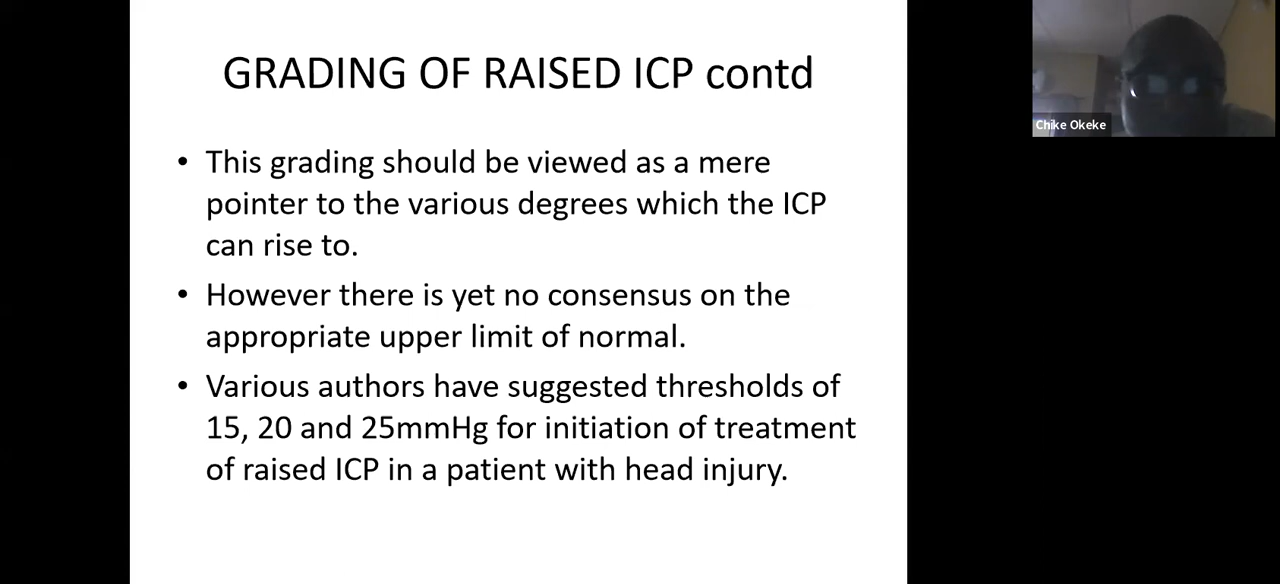 GRADING OF RAISED ICP contd
• This grading should be viewed as a mere
pointer to the various degrees which the ICP
can rise to.
• However there is yet no consensus on the
appropriate upper limit of normal.
• Various authors have suggested thresholds of
15, 20 and 25mmHg for initiation of treatment
of raised ICP in a patient with head injury.
Chike Okeke